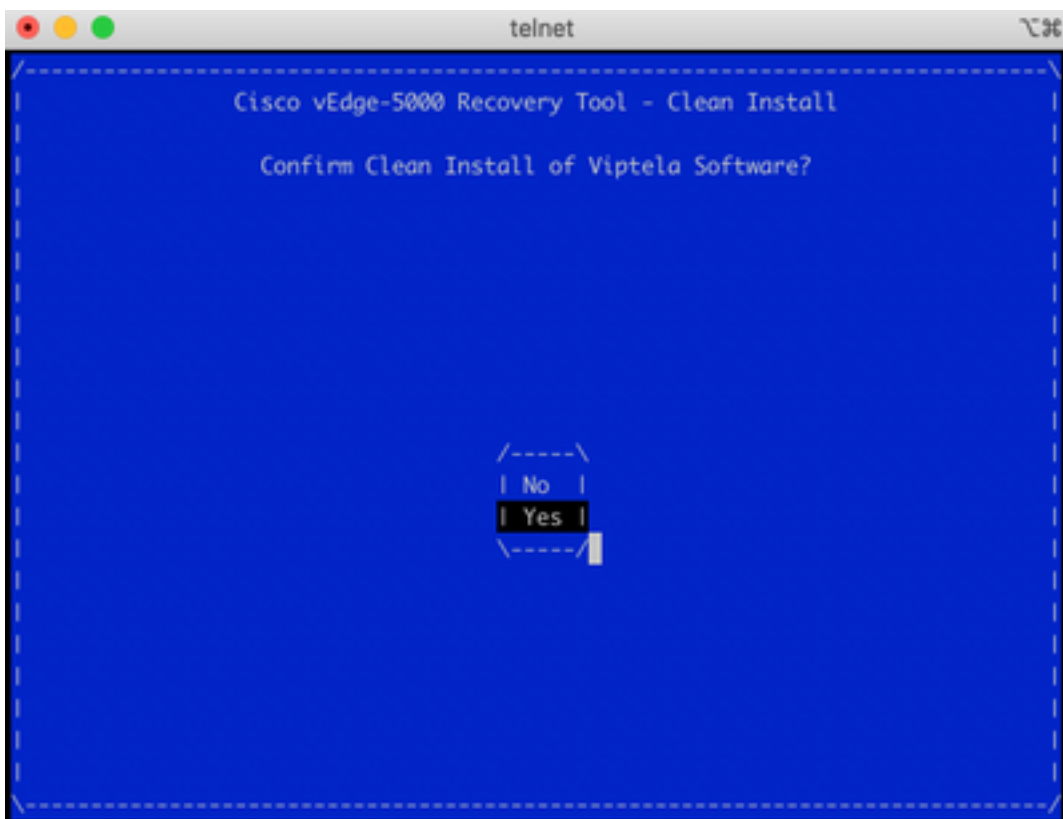 telnet
⌥⌘
Cisco vEdge-5000 Recovery Tool - Clean Install
Confirm Clean Install of Viptela Software?
No
Yes